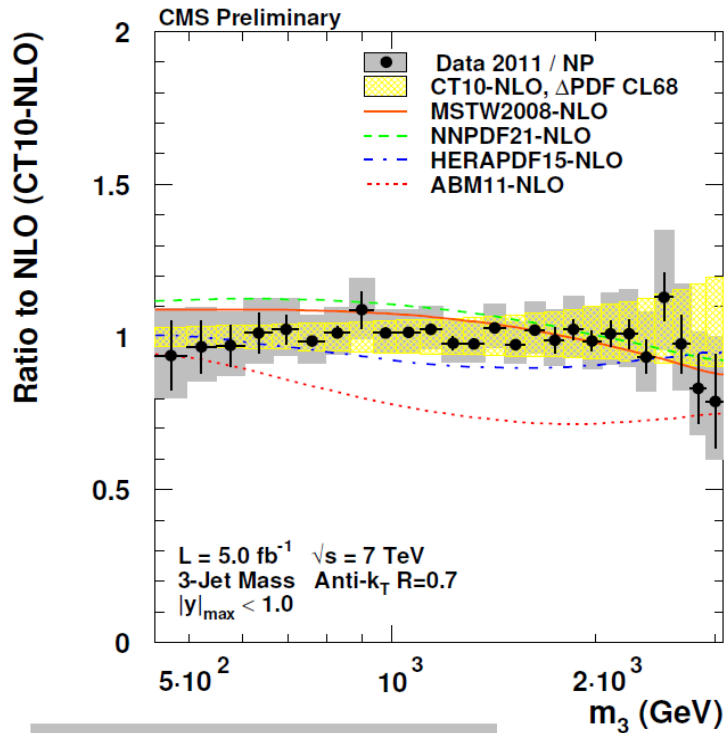 CMS Preliminary
Ratio to NLO (CT10-NLO)
2
1.5
1
0.5
0
Data 2011 / NP
CT10-NLO, ΔPDF CL68
MSTW2008-NLO
NNPDF21-NLO
HERAPDF15-NLO
ABM11-NLO
L = 5.0 fb⁻¹ √s = 7 TeV
3-Jet Mass Anti-k_T R=0.7
|y|_max < 1.0
5·10² 10³ 2·10³
m₃ (GeV)